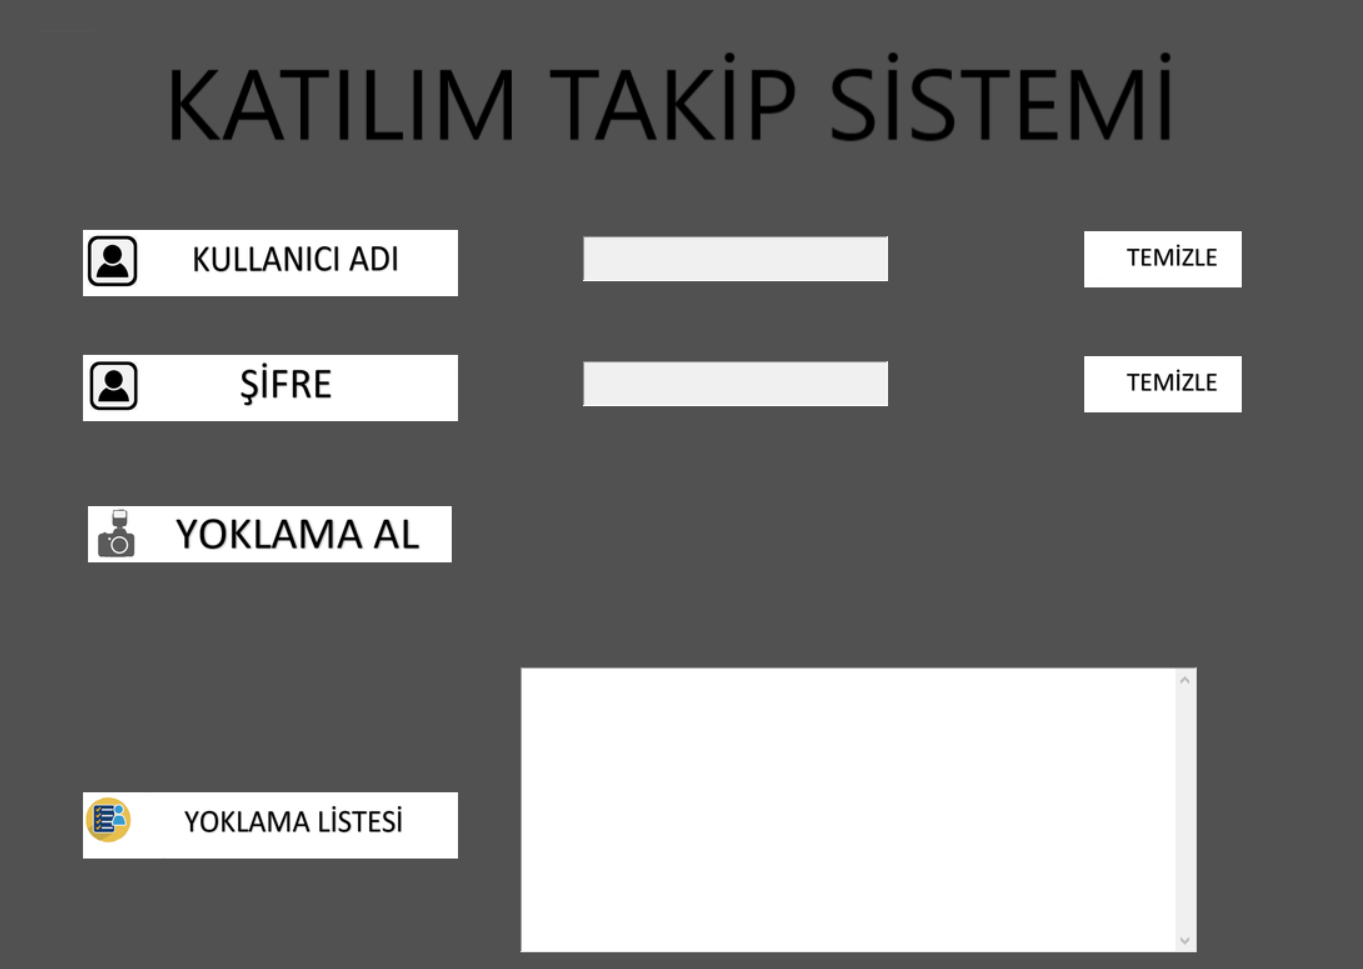 KATILIM TAKİP SİSTEMİ
KULLANICI ADI
TEMİZLE
ŞİFRE
TEMİZLE
YOKLAMA AL
YOKLAMA LİSTESİ